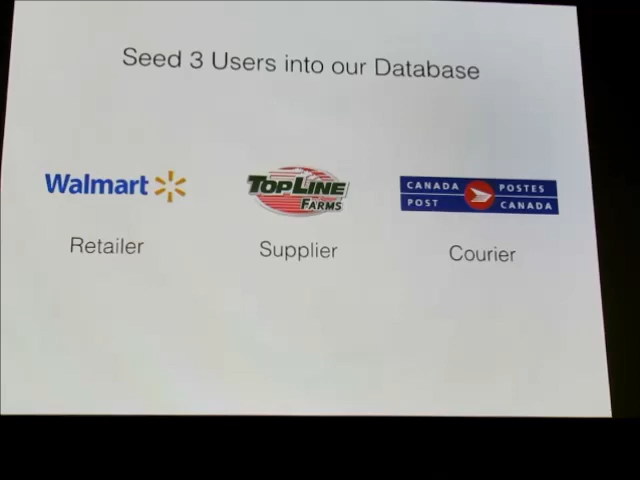 Seed 3 Users into our Database
Walmart
TOPLINE
FARMS
CANADA POSTES
POST CANADA
Retailer
Supplier
Courier